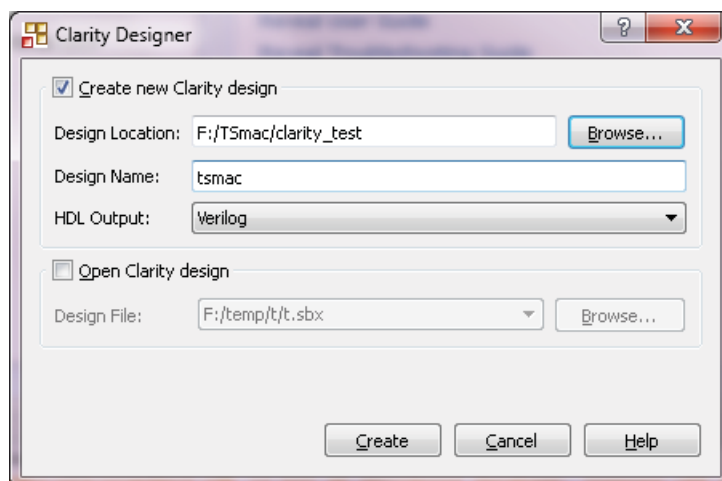 Clarity Designer
Create new Clarity design
Design Location: F:/TSmac/clarity_test Browse...
Design Name: tsmac
HDL Output: Verilog
Open Clarity design
Design File: F:/temp/t/t.sbx Browse...
Create Cancel Help